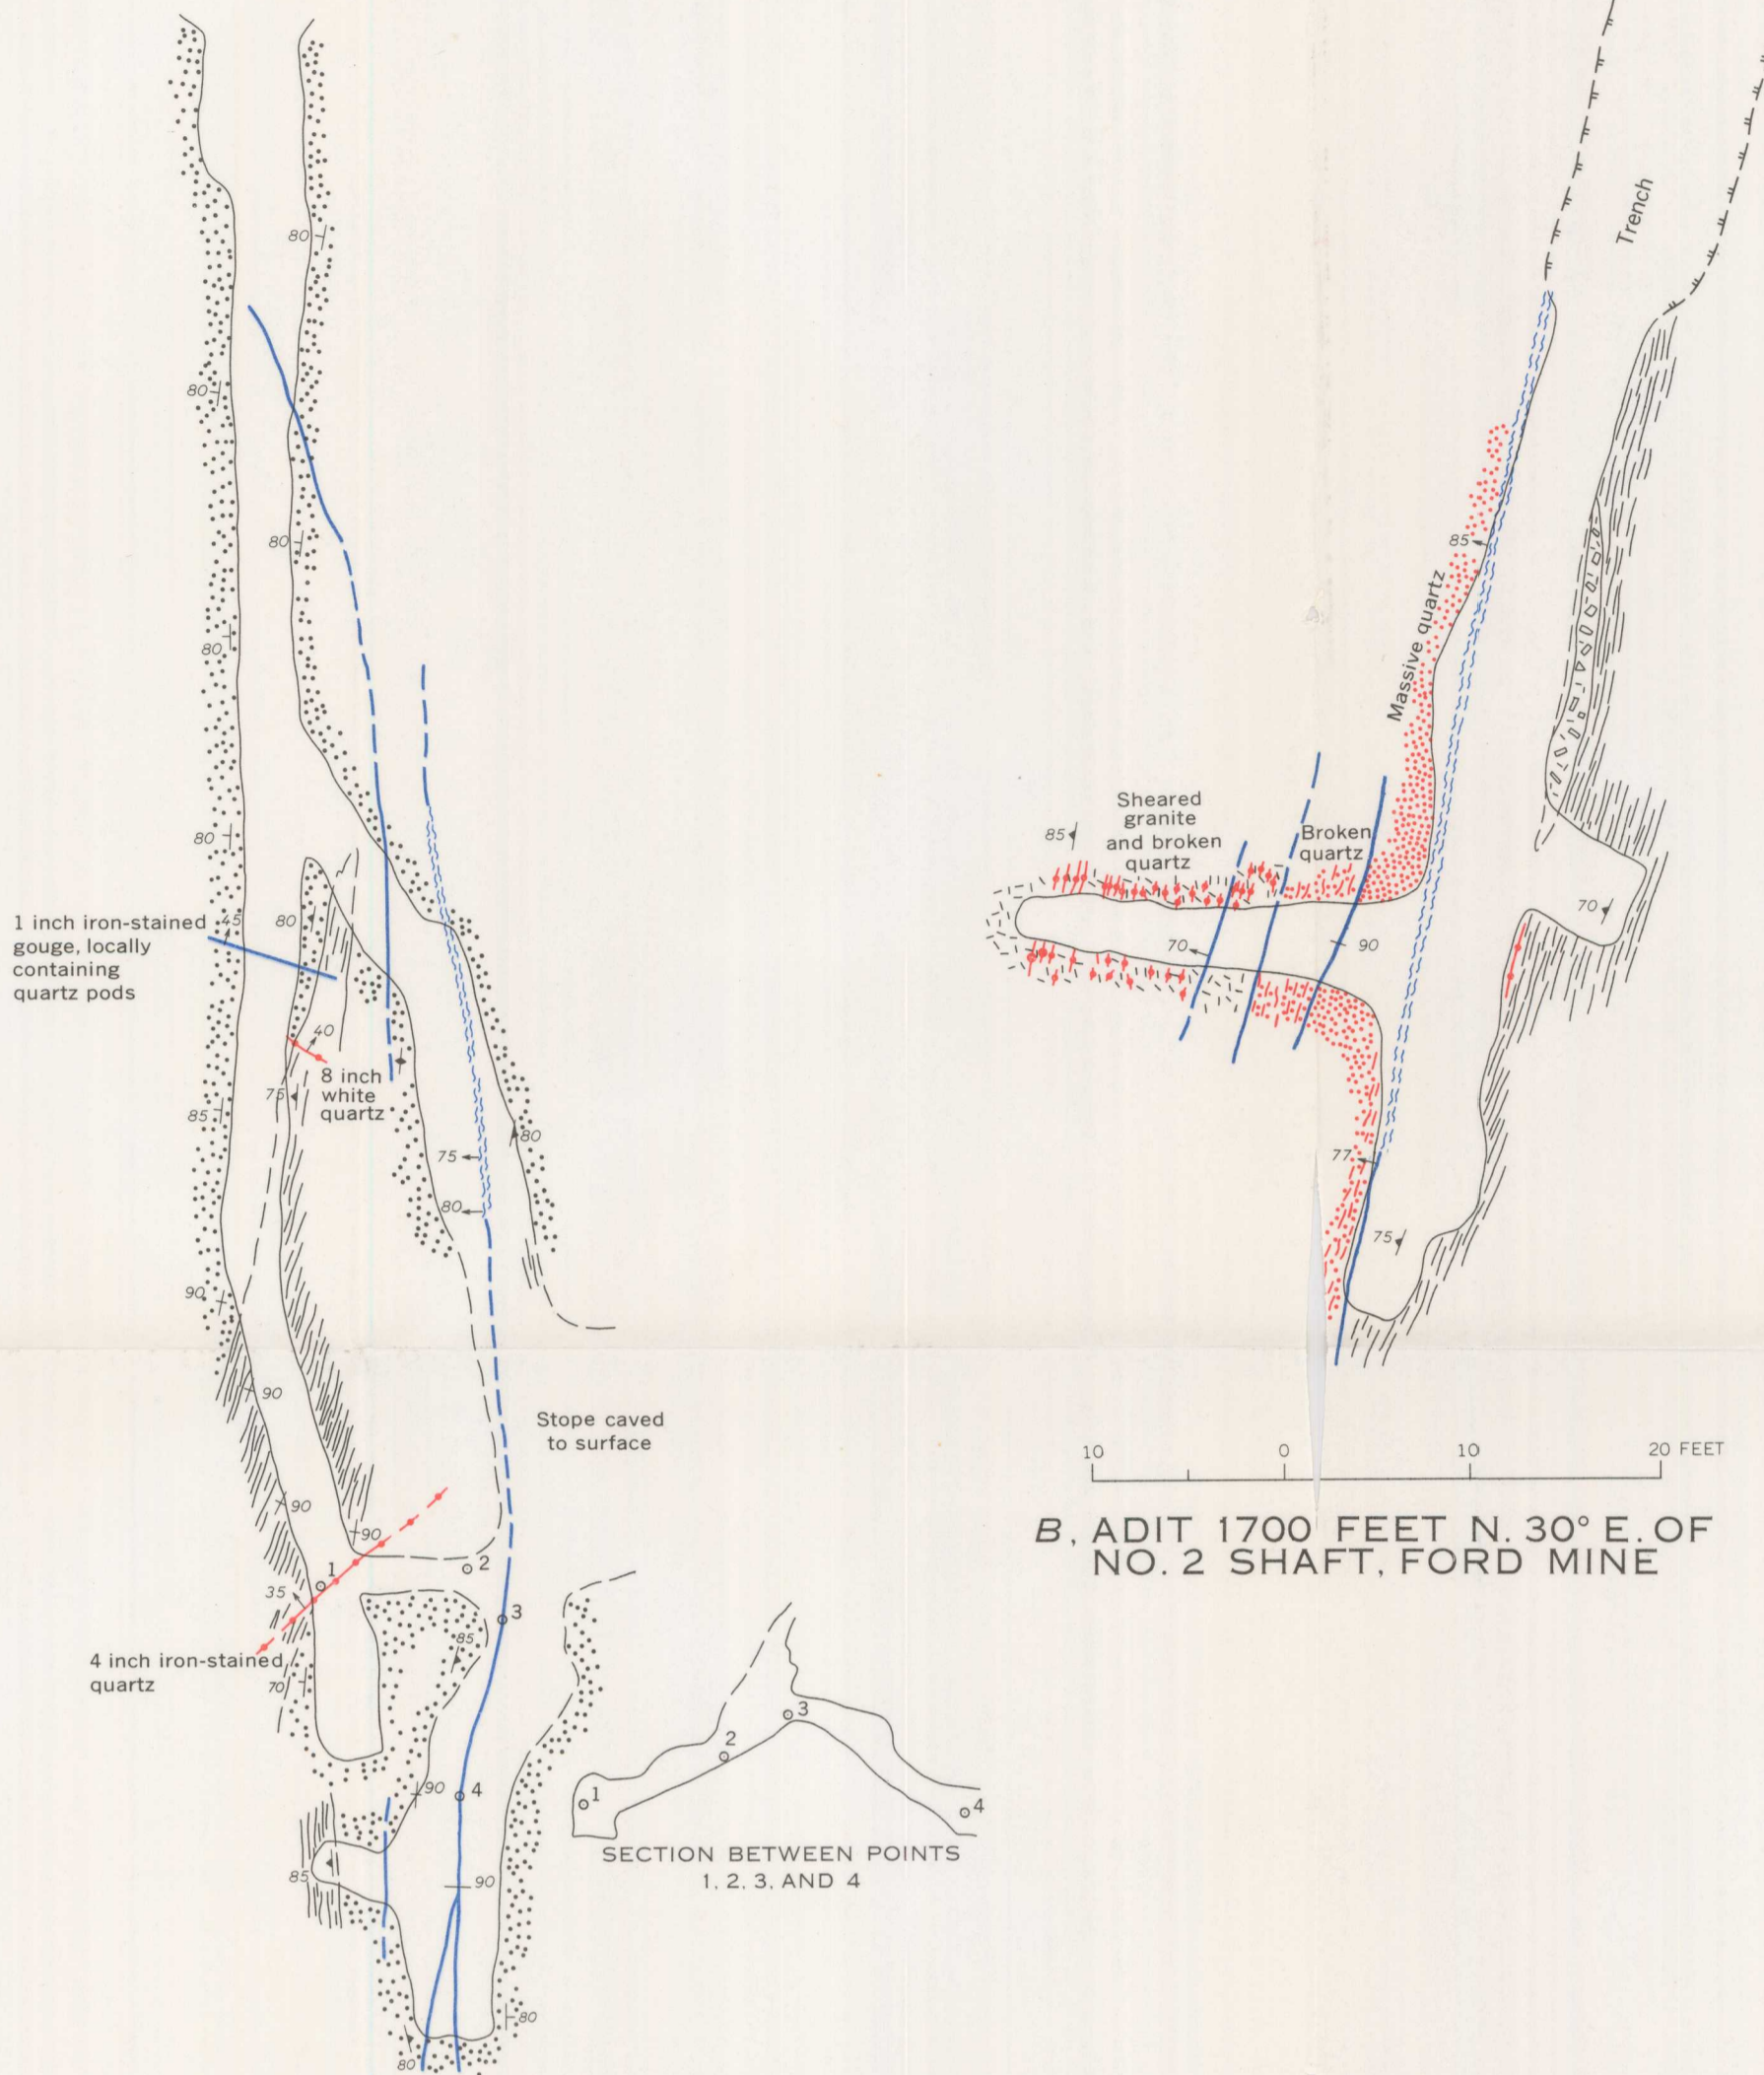 80
80
80
80
80
1 inch iron-stained
gouge, locally
containing
quartz pods
45
80
40
8 inch
white
quartz
75
85
80
75
80
90
90
90
90
Stope caved
to surface
1
2
3
35
85
4 inch iron-stained
quartz
70
90
4
85
90
80
80
1
2
3
4
SECTION BETWEEN POINTS
1, 2, 3, AND 4
Trench
85
Massive quartz
Sheared
granite
and broken
quartz
85
Broken
quartz
70
90
70
77
75
10
0
10
20 FEET
B, ADIT 1700 FEET N. 30° E. OF
NO. 2 SHAFT, FORD MINE